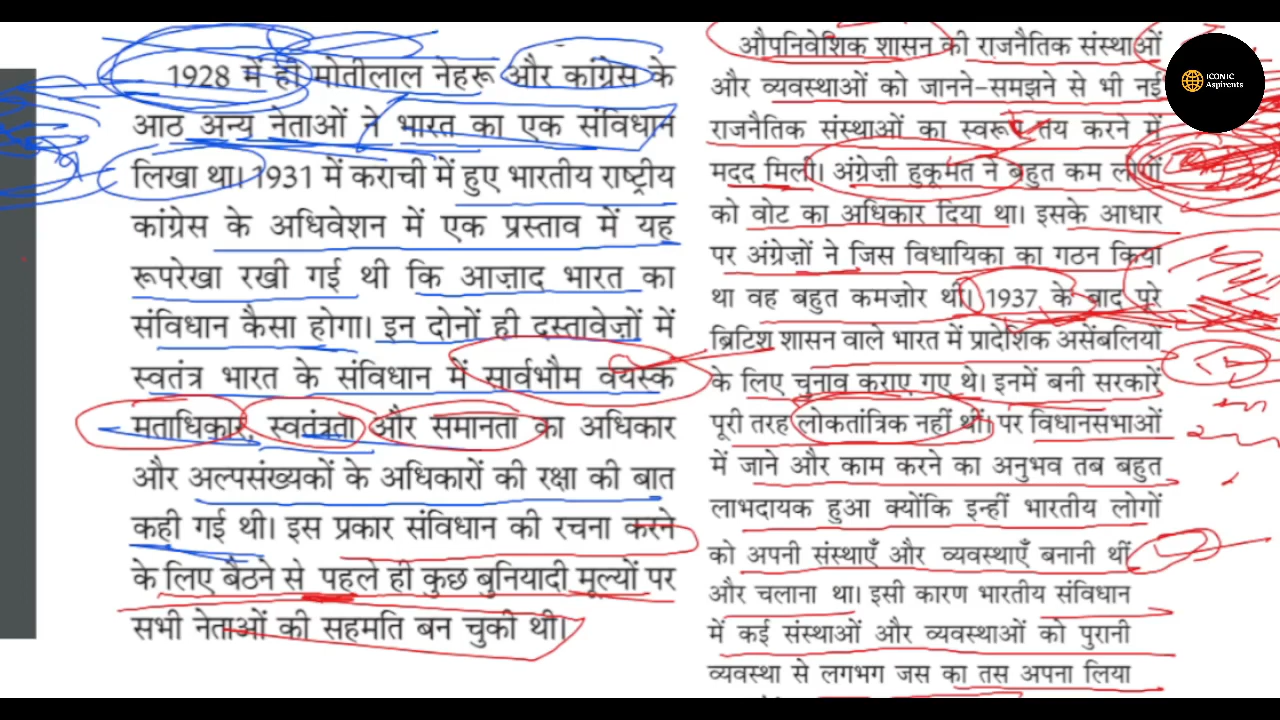 1928 में ही मोतीलाल नेहरू और कांग्रेस के
आठ अन्य नेताओं ने भारत का एक संविधान
लिखा था। 1931 में कराची में हुए भारतीय राष्ट्रीय
कांग्रेस के अधिवेशन में एक प्रस्ताव में यह
रूपरेखा रखी गई थी कि आज़ाद भारत का
संविधान कैसा होगा। इन दोनों ही दस्तावेज़ों में
स्वतंत्र भारत के संविधान में सार्वभौम वयस्क
मताधिकार, स्वतंत्रता और समानता का अधिकार
और अल्पसंख्यकों के अधिकारों की रक्षा की बात
कही गई थी। इस प्रकार संविधान की रचना करने
के लिए बैठने से पहले ही कुछ बुनियादी मूल्यों पर
सभी नेताओं की सहमति बन चुकी थी।
औपनिवेशिक शासन की राजनैतिक संस्थाओं
और व्यवस्थाओं को जानने-समझने से भी नई
राजनैतिक संस्थाओं का स्वरूप तय करने में
मदद मिली। अंग्रेज़ी हुकूमत ने बहुत कम लोगों
को वोट का अधिकार दिया था। इसके आधार
पर अंग्रेज़ों ने जिस विधायिका का गठन किया
था वह बहुत कमज़ोर थी। 1937 के बाद पूरे
ब्रिटिश शासन वाले भारत में प्रादेशिक असेंबलियों
के लिए चुनाव कराए गए थे। इनमें बनी सरकारें
पूरी तरह लोकतांत्रिक नहीं थीं। पर विधानसभाओं
में जाने और काम करने का अनुभव तब बहुत
लाभदायक हुआ क्योंकि इन्हीं भारतीय लोगों
को अपनी संस्थाएँ और व्यवस्थाएँ बनानी थीं
और चलाना था। इसी कारण भारतीय संविधान
में कई संस्थाओं और व्यवस्थाओं को पुरानी
व्यवस्था से लगभग जस का तस अपना लिया
ICONIC
Aspirents